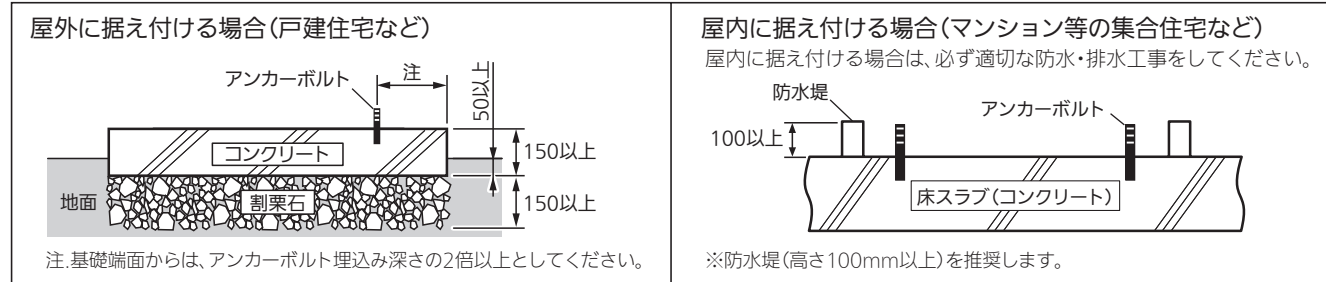 屋外に据え付ける場合(戸建住宅など)
アンカーボルト
注
50以上
コンクリート
150以上
地面
割栗石
150以上
注.基礎端面からは、アンカーボルト埋込み深さの2倍以上としてください。
屋内に据え付ける場合(マンション等の集合住宅など)
屋内に据え付ける場合は、必ず適切な防水・排水工事をしてください。
防水堤
アンカーボルト
100以上
床スラブ(コンクリート)
※防水堤(高さ100mm以上)を推奨します。